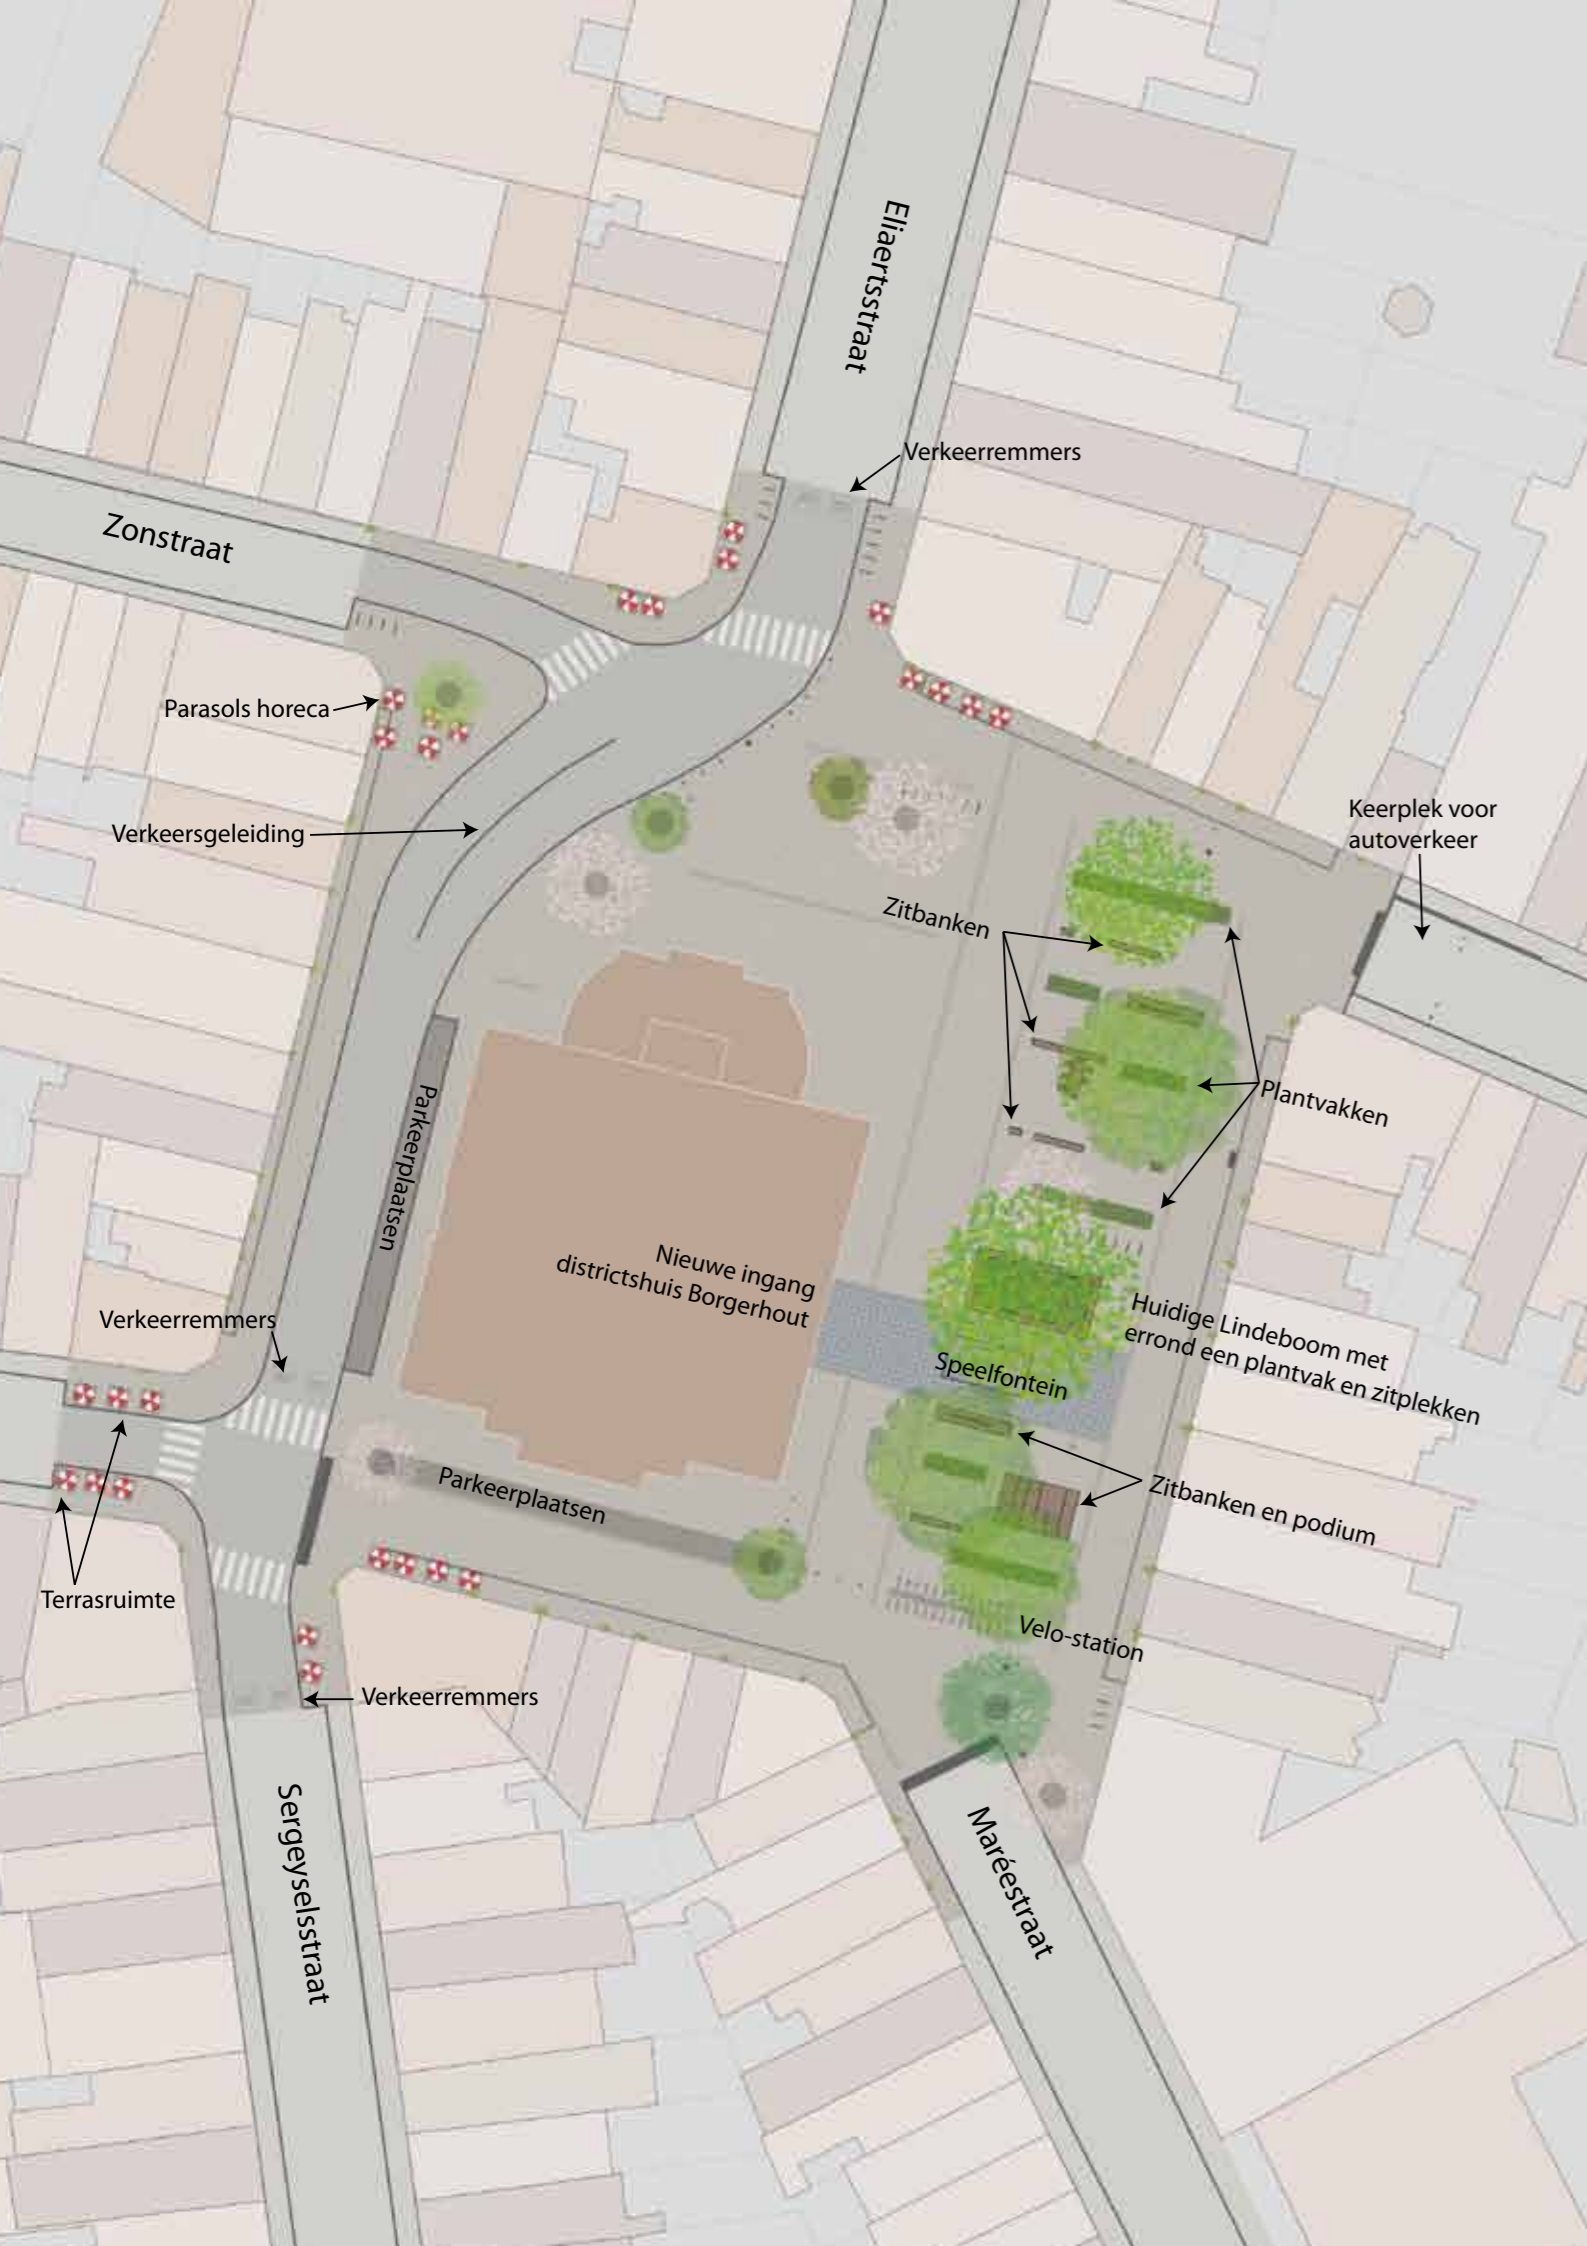 Eliaertsstraat
Verkeerremmers
Zonstraat
Parasols horeca
Verkeersgeleiding
Keerplek voor
autoverkeer
Zitbanken
Plantvakken
Parkeerplaatsen
Nieuwe ingang
districtshuis Borgerhout
Verkeerremmers
Huidige Lindeboom met
errond een plantvak en zitplekken
Speelfontein
Parkeerplaatsen
Zitbanken en podium
Terrasruimte
Velo-station
Verkeerremmers
Sergeyselsstraat
Maréestraat